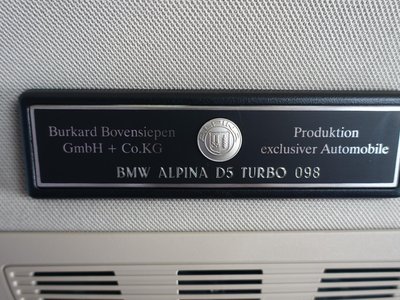 Burkard Bovensiepen
GmbH + Co.KG
Produktion
exclusiver Automobile
BMW ALPINA D5 TURBO 098